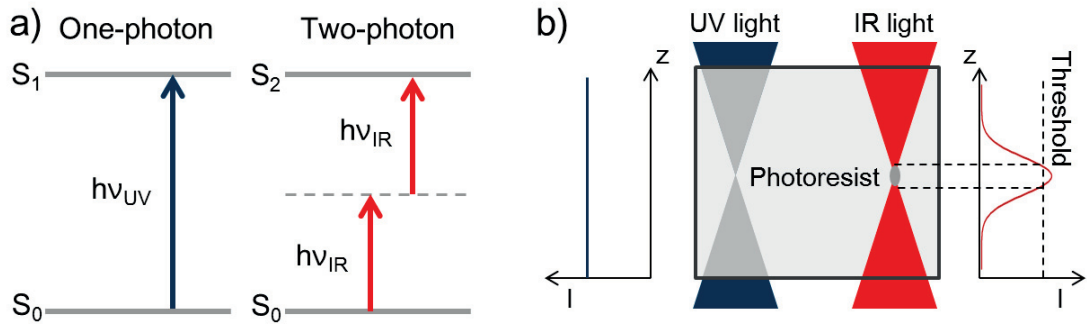 a) One-photon Two-photon
S1 S2
hνUV
hνIR
hνIR
S0 S0
b) UV light IR light
z z
Threshold
Photoresist
I I